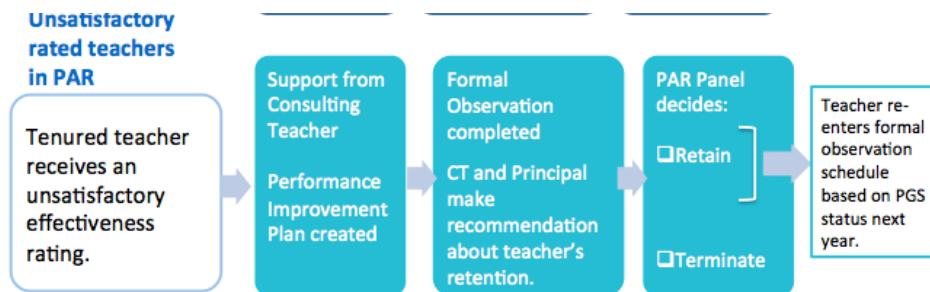 Unsatisfactory
rated teachers
in PAR
Tenured teacher
receives an
unsatisfactory
effectiveness
rating.
Support from
Consulting
Teacher
Performance
Improvement
Plan created
Formal
Observation
completed
CT and Principal
make
recommendation
about teacher's
retention.
PAR Panel
decides:
❑Retain
❑Terminate
Teacher re-
enters formal
observation
schedule
based on PGS
status next
year.